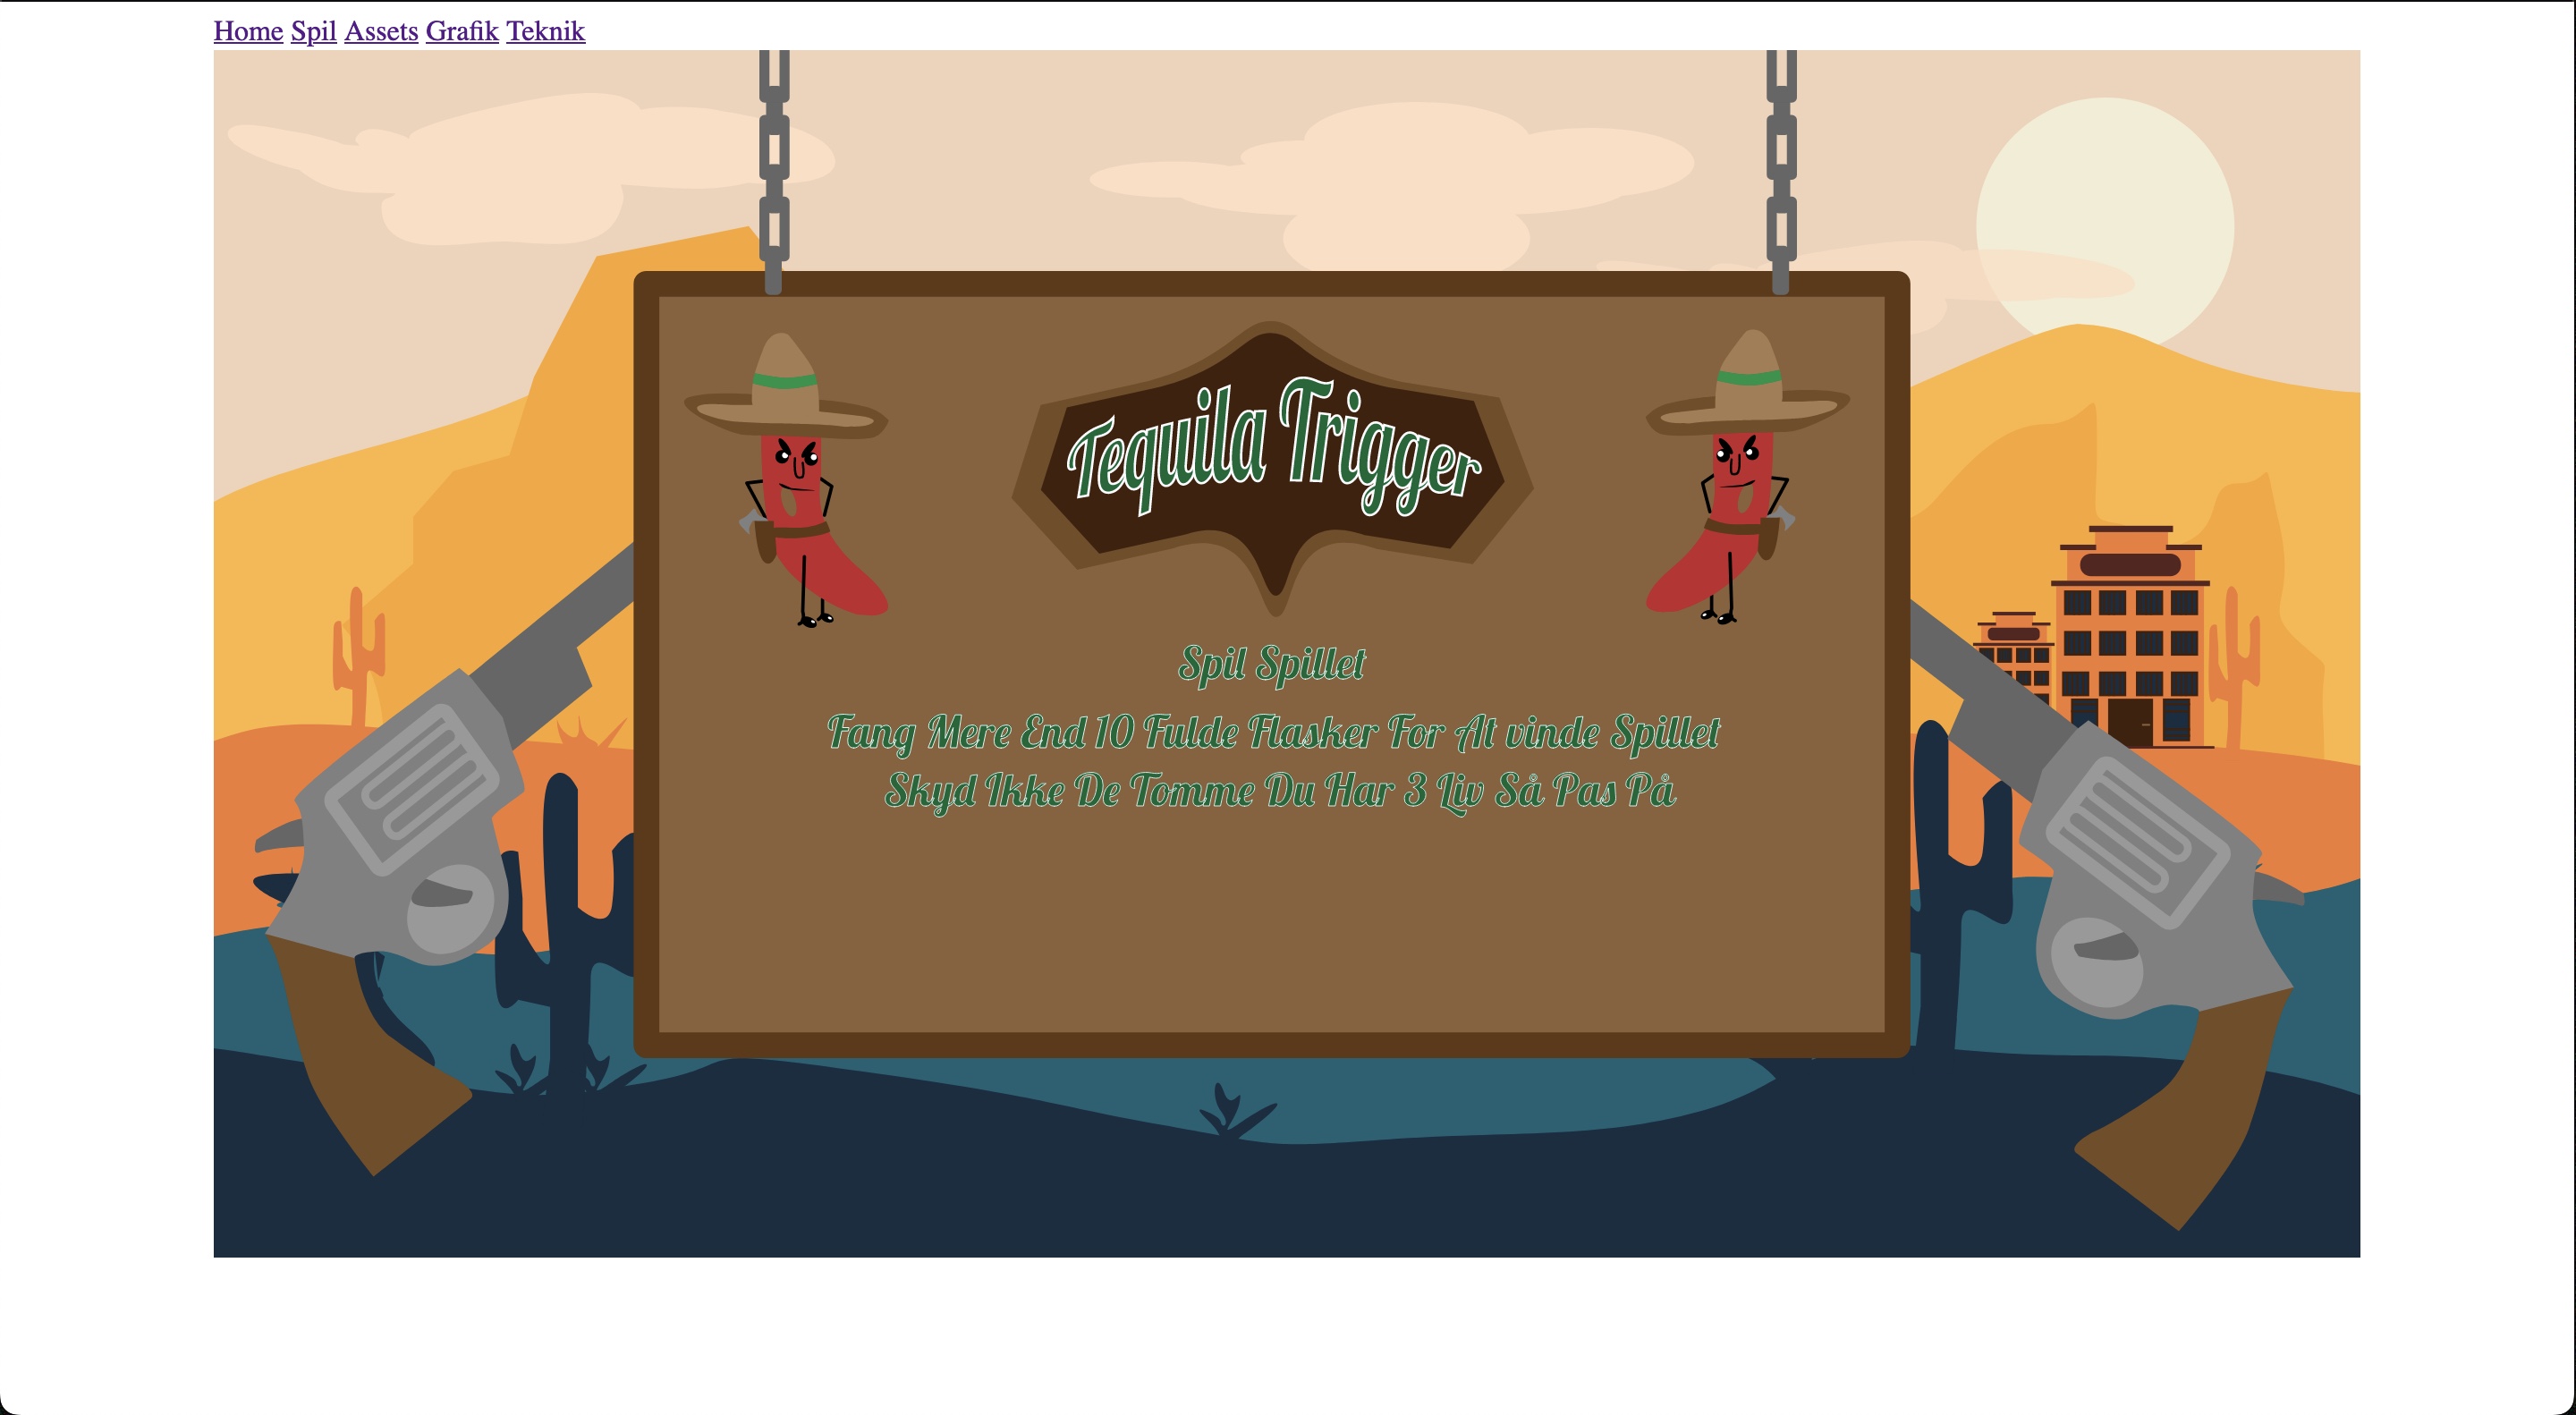 Home Spil Assets Grafik Teknik
Tequila Trigger
Spil Spillet
Fang Mere End 10 Fulde Flasker For At vinde Spillet
Skyd Ikke De Tomme Du Har 3 Liv Så Pas På